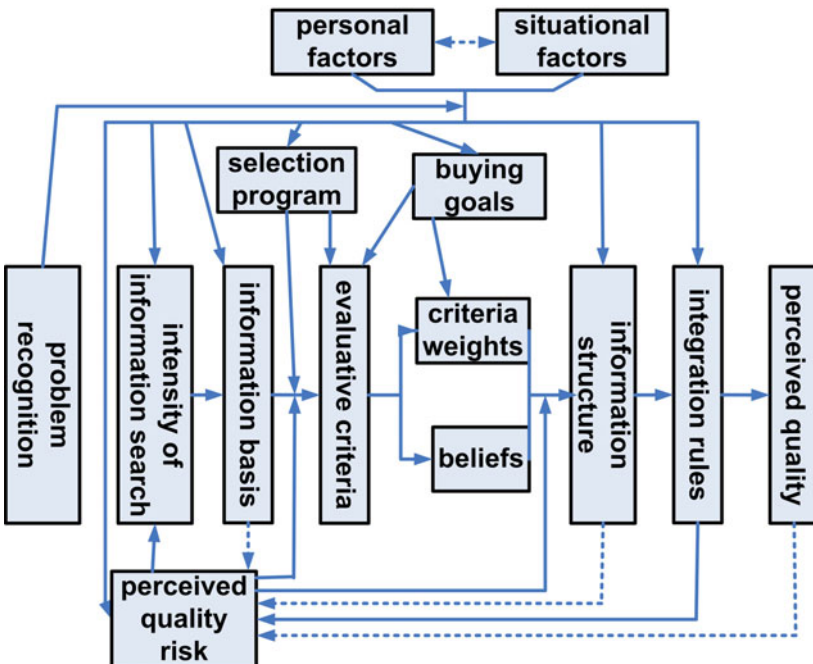 personal
factors
situational
factors
selection
program
buying
goals
problem
recognition
intensity of
information search
information basis
evaluative criteria
criteria
weights
beliefs
information
structure
integration rules
perceived quality
perceived
quality
risk